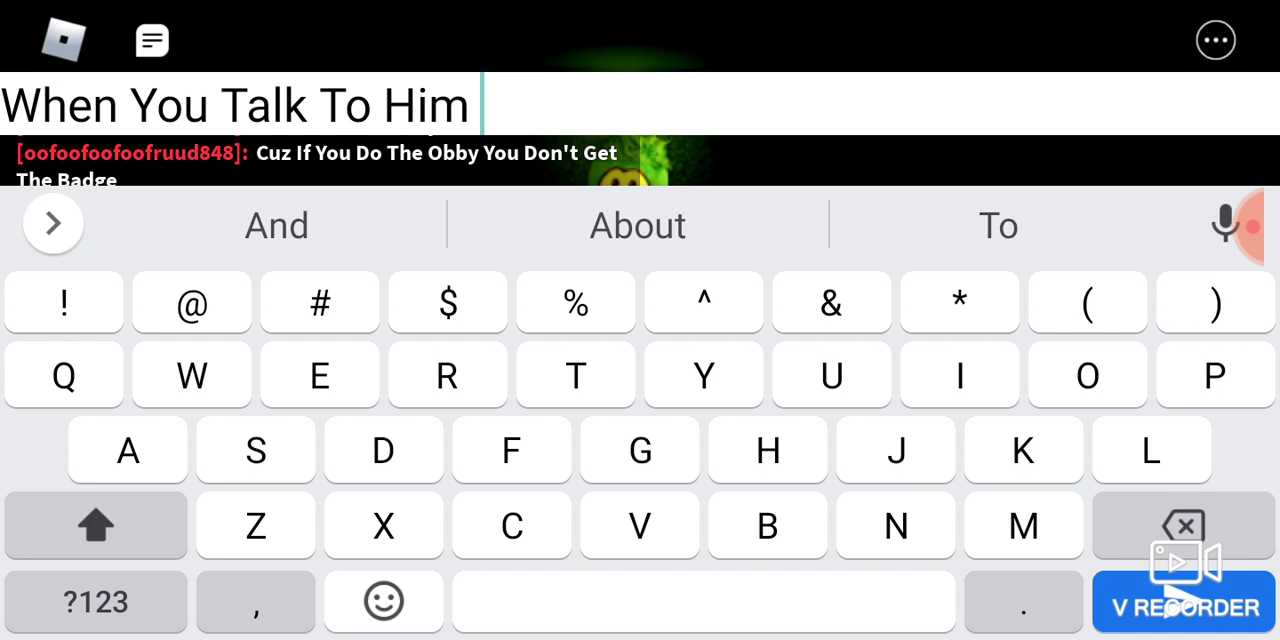 When You Talk To Him
[oofoofoofoofruud848]: Cuz If You Do The Obby You Don't Get
The Badge
And About To
! @ # $ % ^ & * ( )
Q W E R T Y U I O P
A S D F G H J K L
Z X C V B N M
?123 , .
V RECORDER